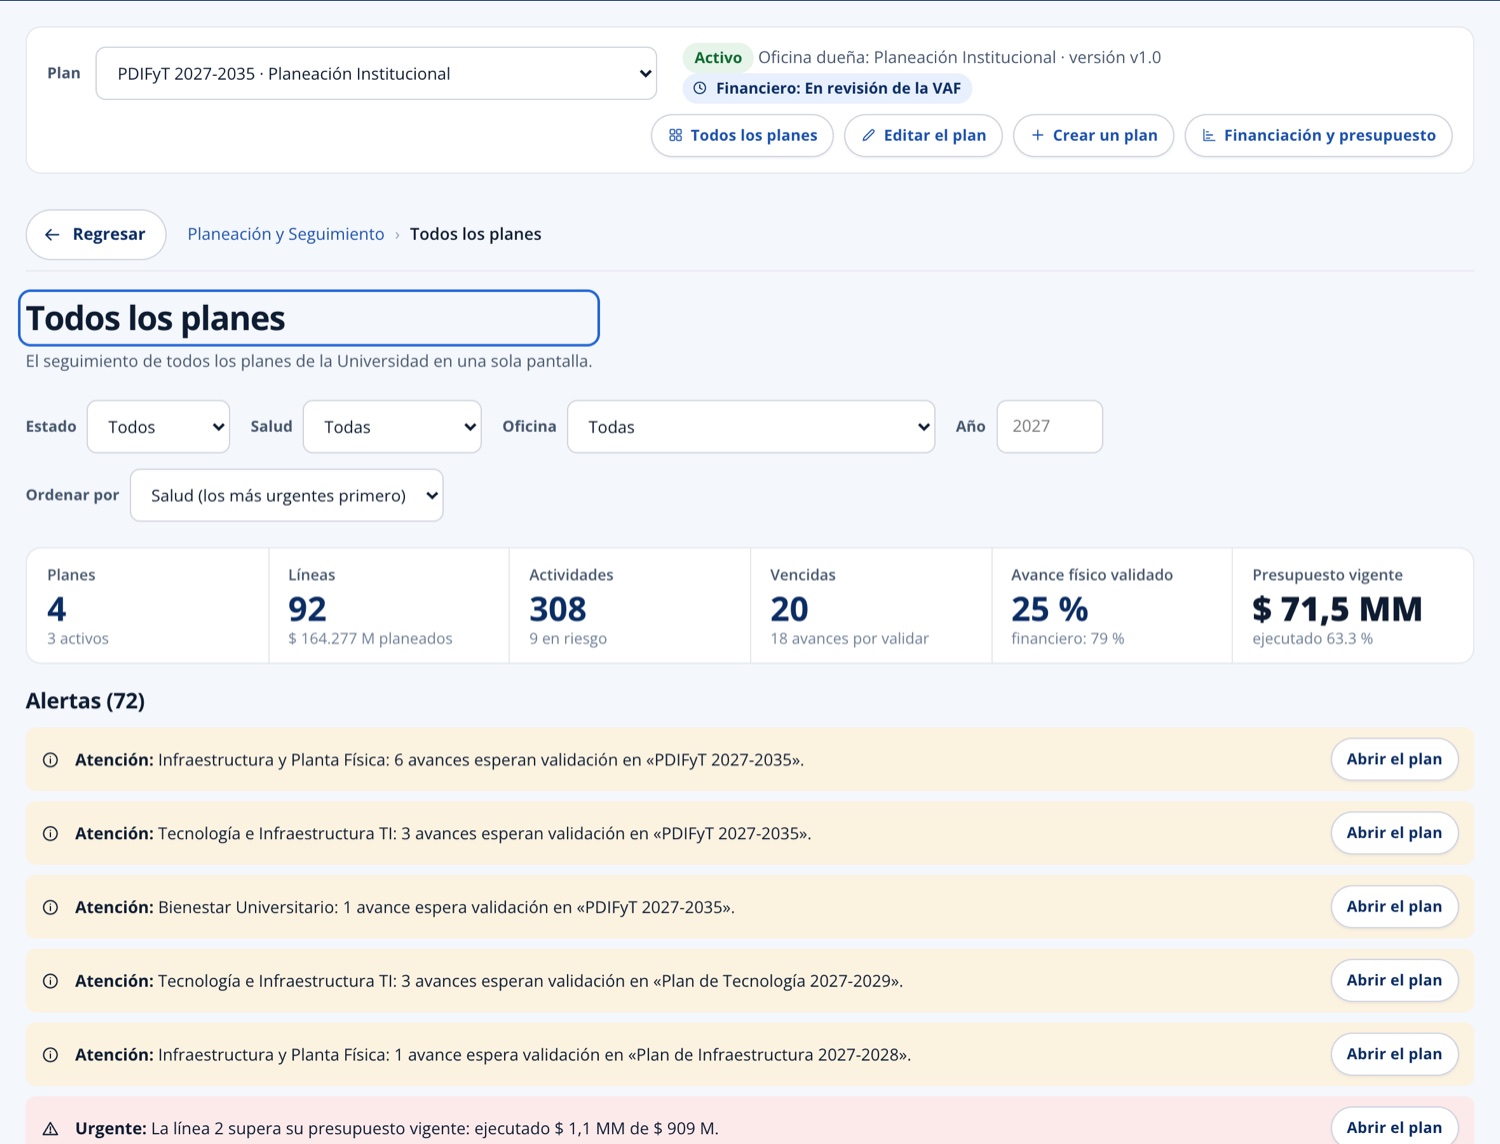 Plan
PDIFyT 2027-2035 · Planeación Institucional
Activo Oficina dueña: Planeación Institucional · versión v1.0
Financiero: En revisión de la VAF
Todos los planes
Editar el plan
Crear un plan
Financiación y presupuesto
Regresar
Planeación y Seguimiento › Todos los planes
Todos los planes
El seguimiento de todos los planes de la Universidad en una sola pantalla.
Estado Todos
Salud Todas
Oficina Todas
Año 2027
Ordenar por Salud (los más urgentes primero)
Planes
4
3 activos
Líneas
92
$ 164.277 M planeados
Actividades
308
9 en riesgo
Vencidas
20
18 avances por validar
Avance físico validado
25 %
financiero: 79 %
Presupuesto vigente
$ 71,5 MM
ejecutado 63.3 %
Alertas (72)
Atención: Infraestructura y Planta Física: 6 avances esperan validación en «PDIFyT 2027-2035».
Abrir el plan
Atención: Tecnología e Infraestructura TI: 3 avances esperan validación en «PDIFyT 2027-2035».
Abrir el plan
Atención: Bienestar Universitario: 1 avance espera validación en «PDIFyT 2027-2035».
Abrir el plan
Atención: Tecnología e Infraestructura TI: 3 avances esperan validación en «Plan de Tecnología 2027-2029».
Abrir el plan
Atención: Infraestructura y Planta Física: 1 avance espera validación en «Plan de Infraestructura 2027-2028».
Abrir el plan
Urgente: La línea 2 supera su presupuesto vigente: ejecutado $ 1,1 MM de $ 909 M.
Abrir el plan